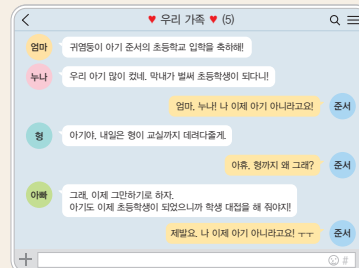 ♥ 우리 가족 ♥ (5)
엄마
귀염둥이 아기 준서의 초등학교 입학을 축하해!
누나
우리 아기 많이 컸네. 막내가 벌써 초등학생이 되다니!
엄마, 누나! 나 이제 아기 아니라고요!
준서
형
아기야, 내일은 형이 교실까지 데려다줄게.
아휴, 형까지 왜 그래?
준서
아빠
그래, 이제 그만하기로 하자.
아기도 이제 초등학생이 되었으니까 학생 대접을 해 줘야지!
제발요. 나 이제 아기 아니라고요! ㅜㅜ
준서
#